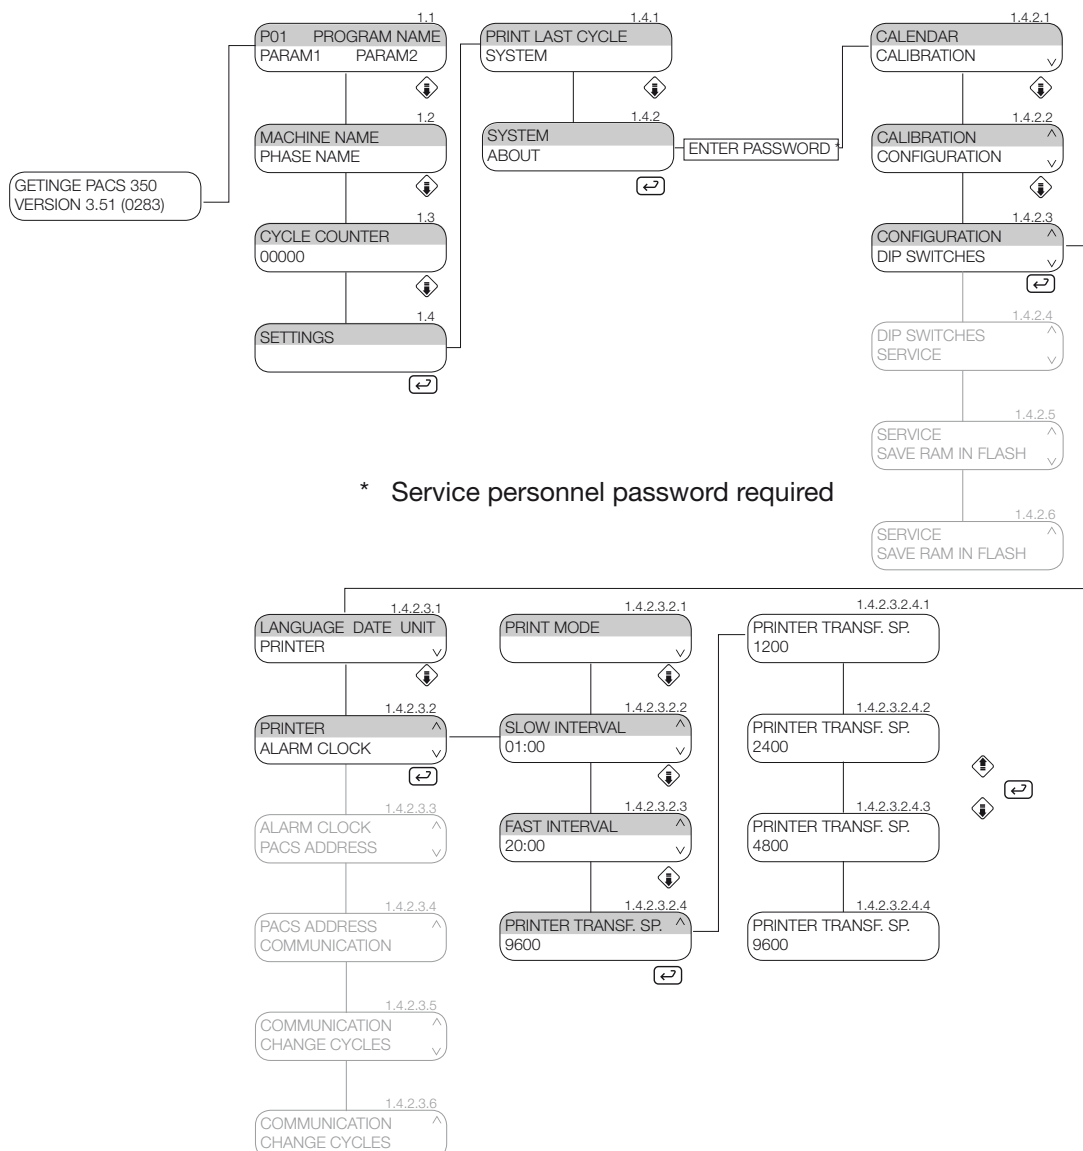 GETINGE PACS 350
VERSION 3.51 (0283)
1.1
P01 PROGRAM NAME
PARAM1 PARAM2
1.2
MACHINE NAME
PHASE NAME
1.3
CYCLE COUNTER
00000
1.4
SETTINGS
1.4.1
PRINT LAST CYCLE
SYSTEM
1.4.2
SYSTEM
ABOUT
ENTER PASSWORD *
1.4.2.1
CALENDAR
CALIBRATION
1.4.2.2
CALIBRATION
CONFIGURATION
1.4.2.3
CONFIGURATION
DIP SWITCHES
1.4.2.4
DIP SWITCHES
SERVICE
1.4.2.5
SERVICE
SAVE RAM IN FLASH
1.4.2.6
SERVICE
SAVE RAM IN FLASH
* Service personnel password required
1.4.2.3.1
LANGUAGE DATE UNIT
PRINTER
1.4.2.3.2
PRINTER
ALARM CLOCK
1.4.2.3.3
ALARM CLOCK
PACS ADDRESS
1.4.2.3.4
PACS ADDRESS
COMMUNICATION
1.4.2.3.5
COMMUNICATION
CHANGE CYCLES
1.4.2.3.6
COMMUNICATION
CHANGE CYCLES
1.4.2.3.2.1
PRINT MODE
1.4.2.3.2.2
SLOW INTERVAL
01:00
1.4.2.3.2.3
FAST INTERVAL
20:00
1.4.2.3.2.4
PRINTER TRANSF. SP.
9600
1.4.2.3.2.4.1
PRINTER TRANSF. SP.
1200
1.4.2.3.2.4.2
PRINTER TRANSF. SP.
2400
1.4.2.3.2.4.3
PRINTER TRANSF. SP.
4800
1.4.2.3.2.4.4
PRINTER TRANSF. SP.
9600